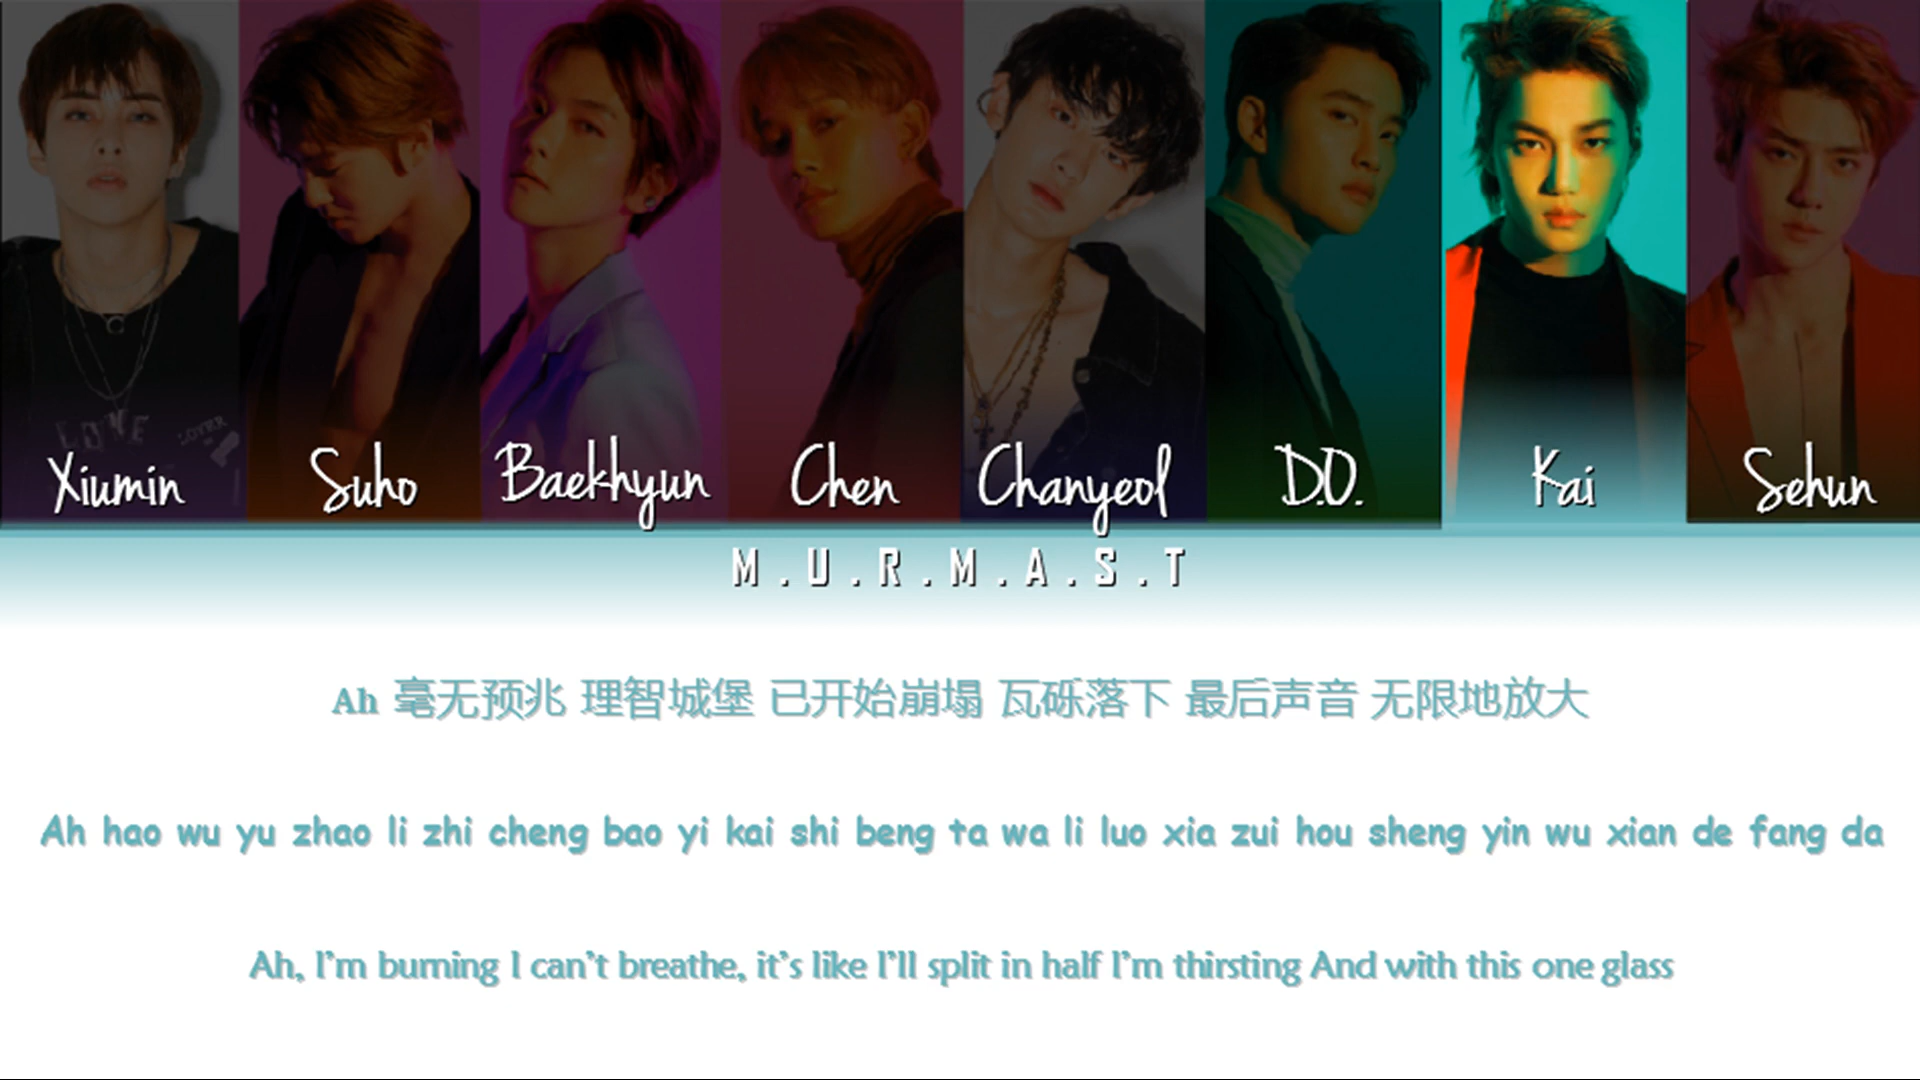 LOVE
LOVER
Xiumin Suho Baekhyun Chen Chanyeol D.O. Kai Sehun
M.U.R.M.A.S.T
Ah 毫无预兆 理智城堡 已开始崩塌 瓦砾落下 最后声音 无限地放大
Ah hao wu yu zhao li zhi cheng bao yi kai shi beng ta wa li luo xia zui hou sheng yin wu xian de fang da
Ah, I'm burning I can't breathe, it's like I'll split in half I'm thirsting And with this one glass